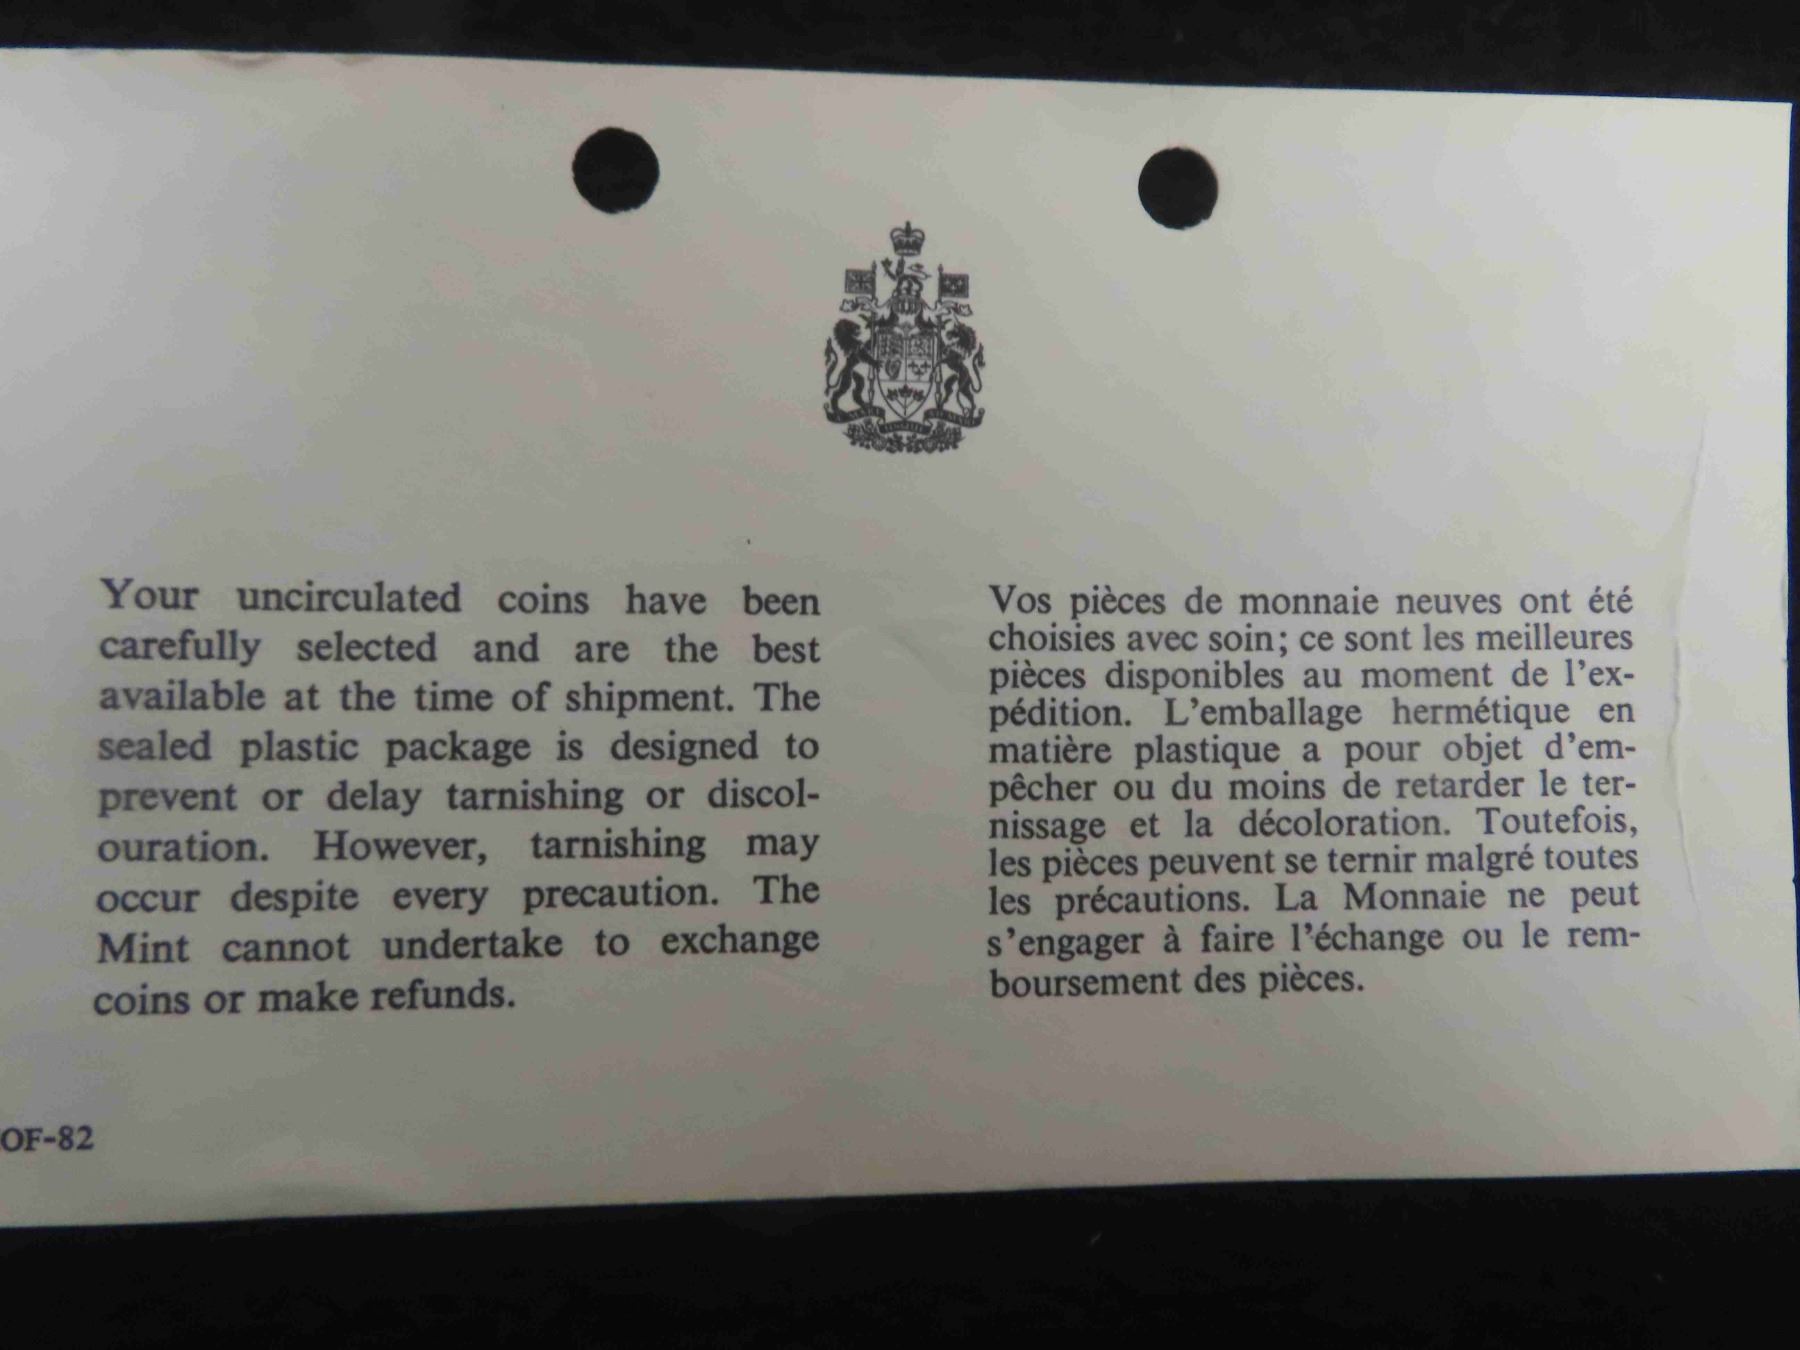 Your uncirculated coins have been
carefully selected and are the best
available at the time of shipment. The
sealed plastic package is designed to
prevent or delay tarnishing or discol-
ouration. However, tarnishing may
occur despite every precaution. The
Mint cannot undertake to exchange
coins or make refunds.
Vos pièces de monnaie neuves ont été
choisies avec soin; ce sont les meilleures
pièces disponibles au moment de l'ex-
pédition. L'emballage hermétique en
matière plastique a pour objet d'em-
pêcher ou du moins de retarder le ter-
nissage et la décoloration. Toutefois,
les pièces peuvent se ternir malgré toutes
les précautions. La Monnaie ne peut
s'engager à faire l'échange ou le rem-
boursement des pièces.
OF-82